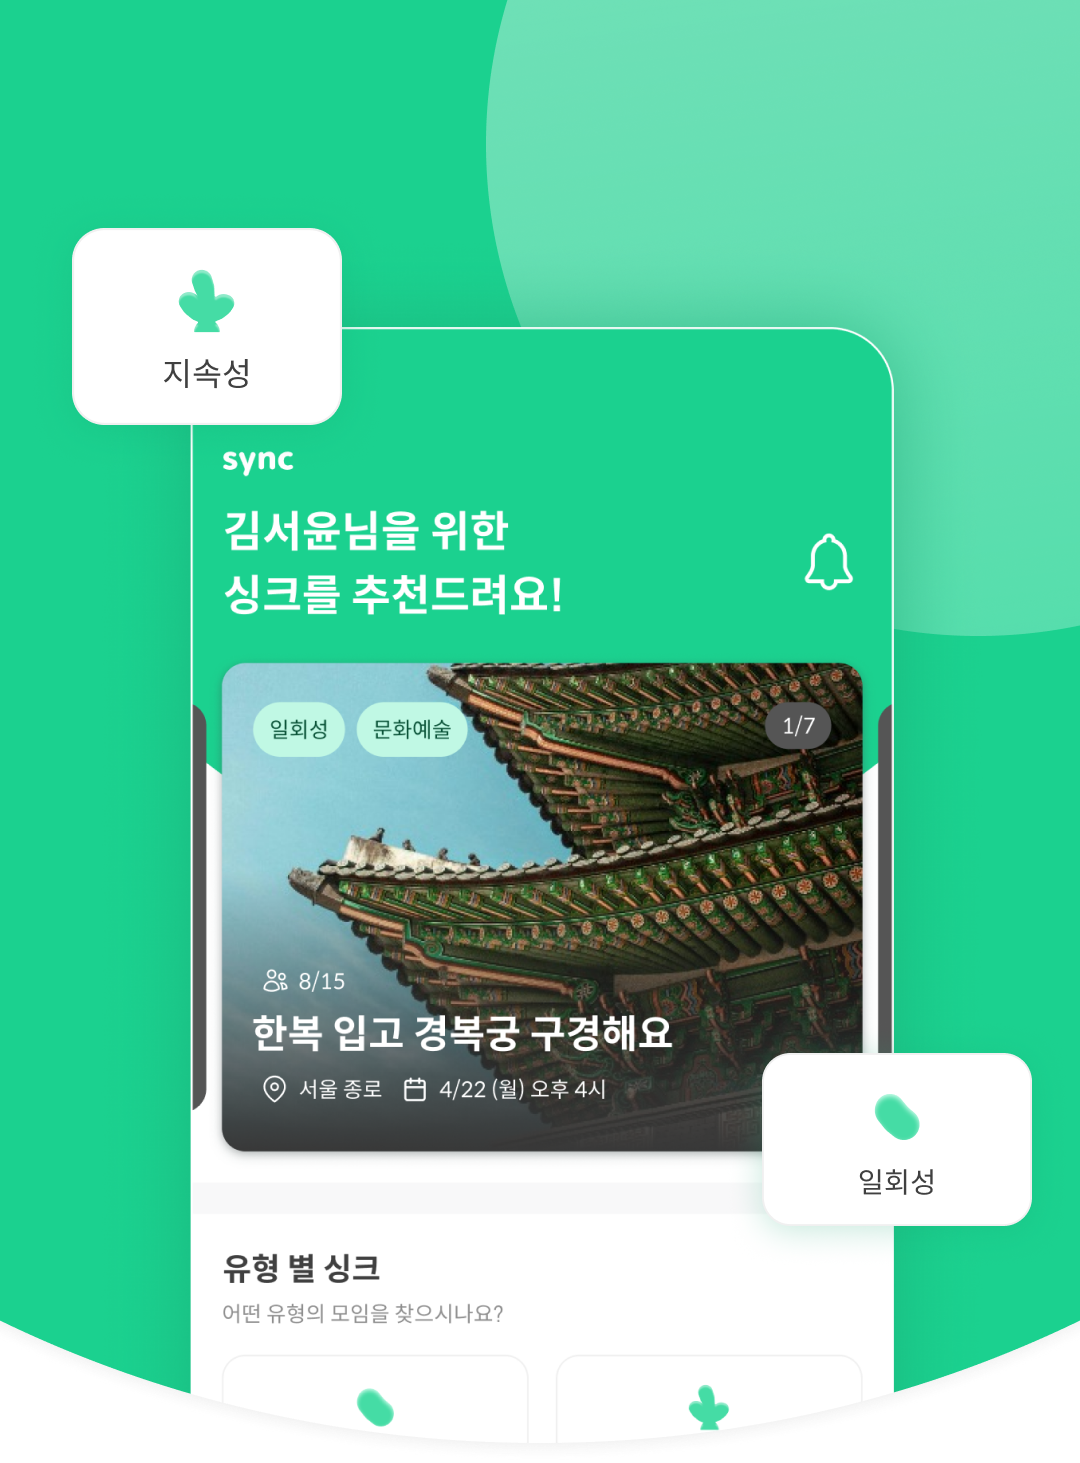 지속성
sync
김서윤님을 위한
싱크를 추천드려요!
일회성 문화예술 1/7
8/15
한복 입고 경복궁 구경해요
서울 종로 4/22 (월) 오후 4시
일회성
유형 별 싱크
어떤 유형의 모임을 찾으시나요?